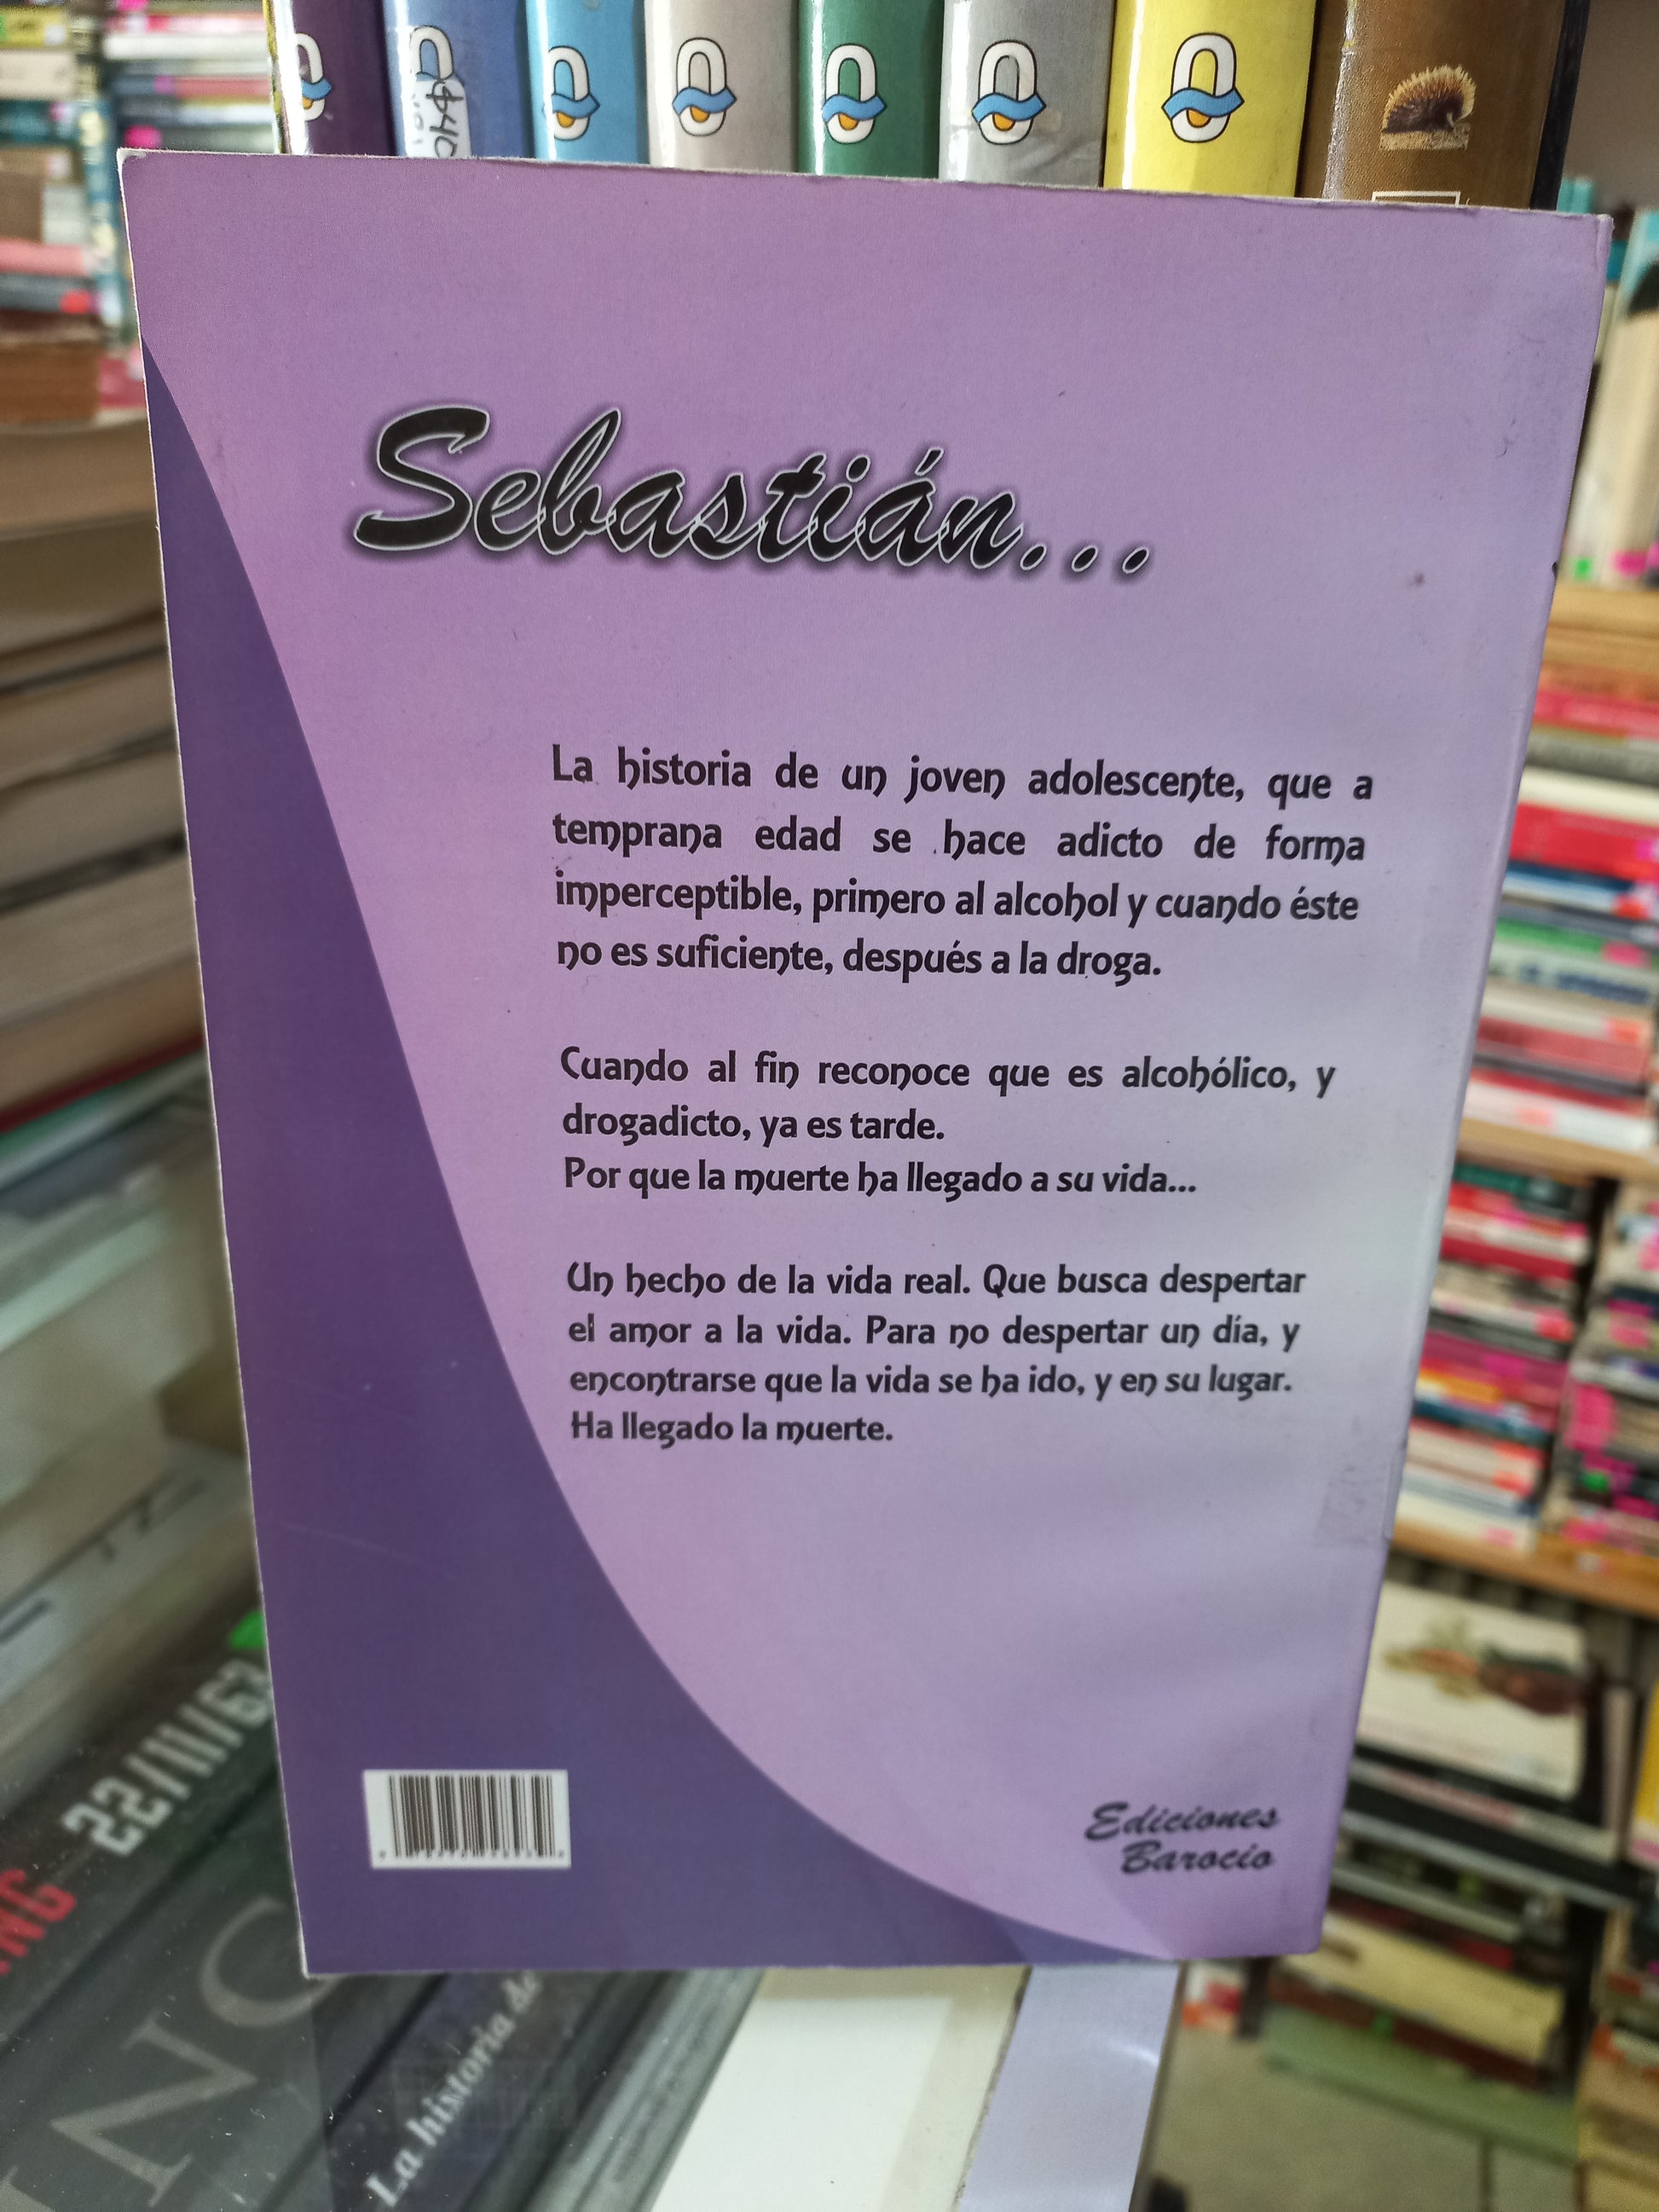 Sebastián...
La historia de un joven adolescente, que a
temprana edad se hace adicto de forma
imperceptible, primero al alcohol y cuando éste
no es suficiente, después a la droga.
Cuando al fin reconoce que es alcohólico, y
drogadicto, ya es tarde.
Por que la muerte ha llegado a su vida...
Un hecho de la vida real. Que busca despertar
el amor a la vida. Para no despertar un día, y
encontrarse que la vida se ha ido, y en su lugar.
Ha llegado la muerte.
Ediciones
Barocio
22/11/63
La historia de